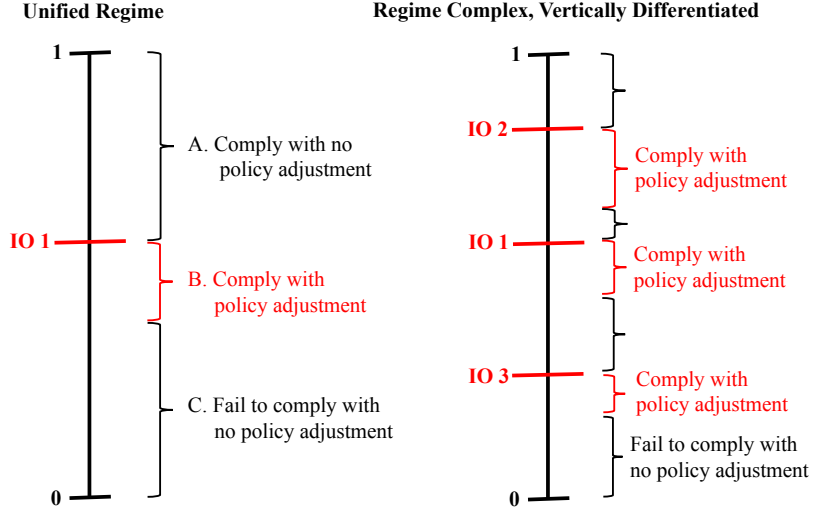 Unified Regime
1
A. Comply with no
policy adjustment
IO 1
B. Comply with
policy adjustment
C. Fail to comply with
no policy adjustment
0
Regime Complex, Vertically Differentiated
1
IO 2
Comply with
policy adjustment
IO 1
Comply with
policy adjustment
IO 3
Comply with
policy adjustment
Fail to comply with
no policy adjustment
0